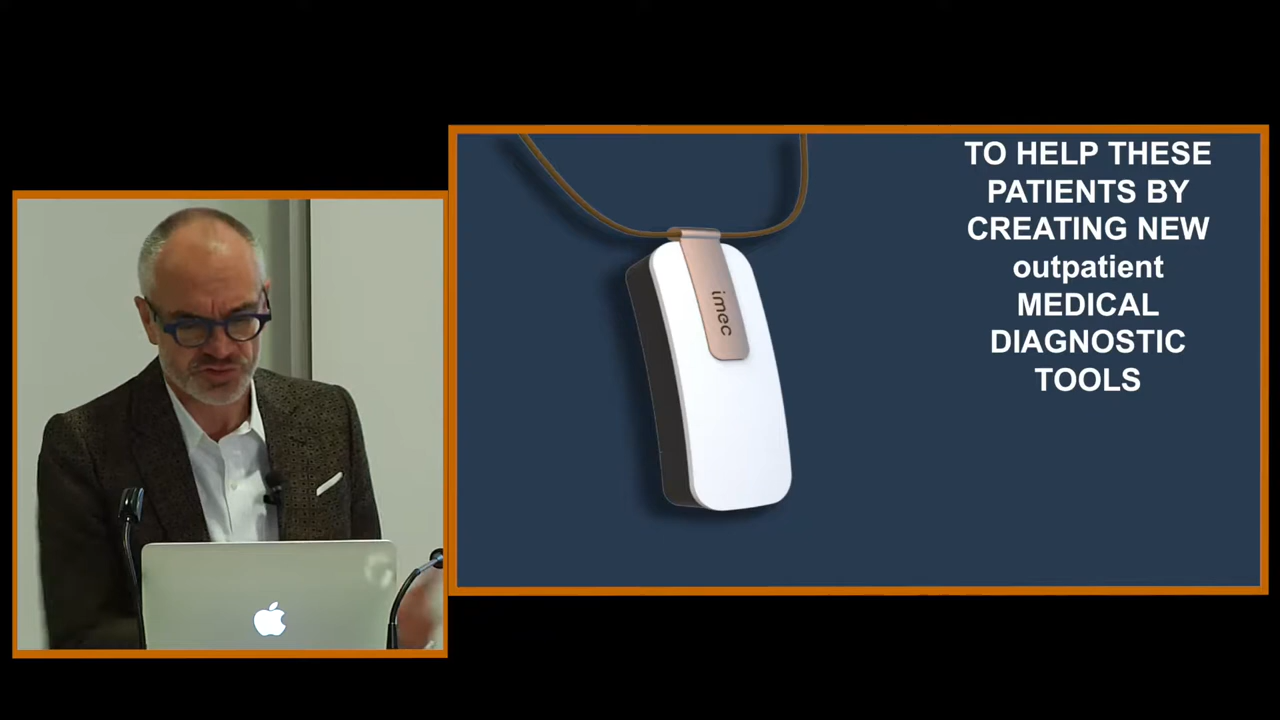 TO HELP THESE
PATIENTS BY
CREATING NEW
outpatient
MEDICAL
DIAGNOSTIC
TOOLS
imec